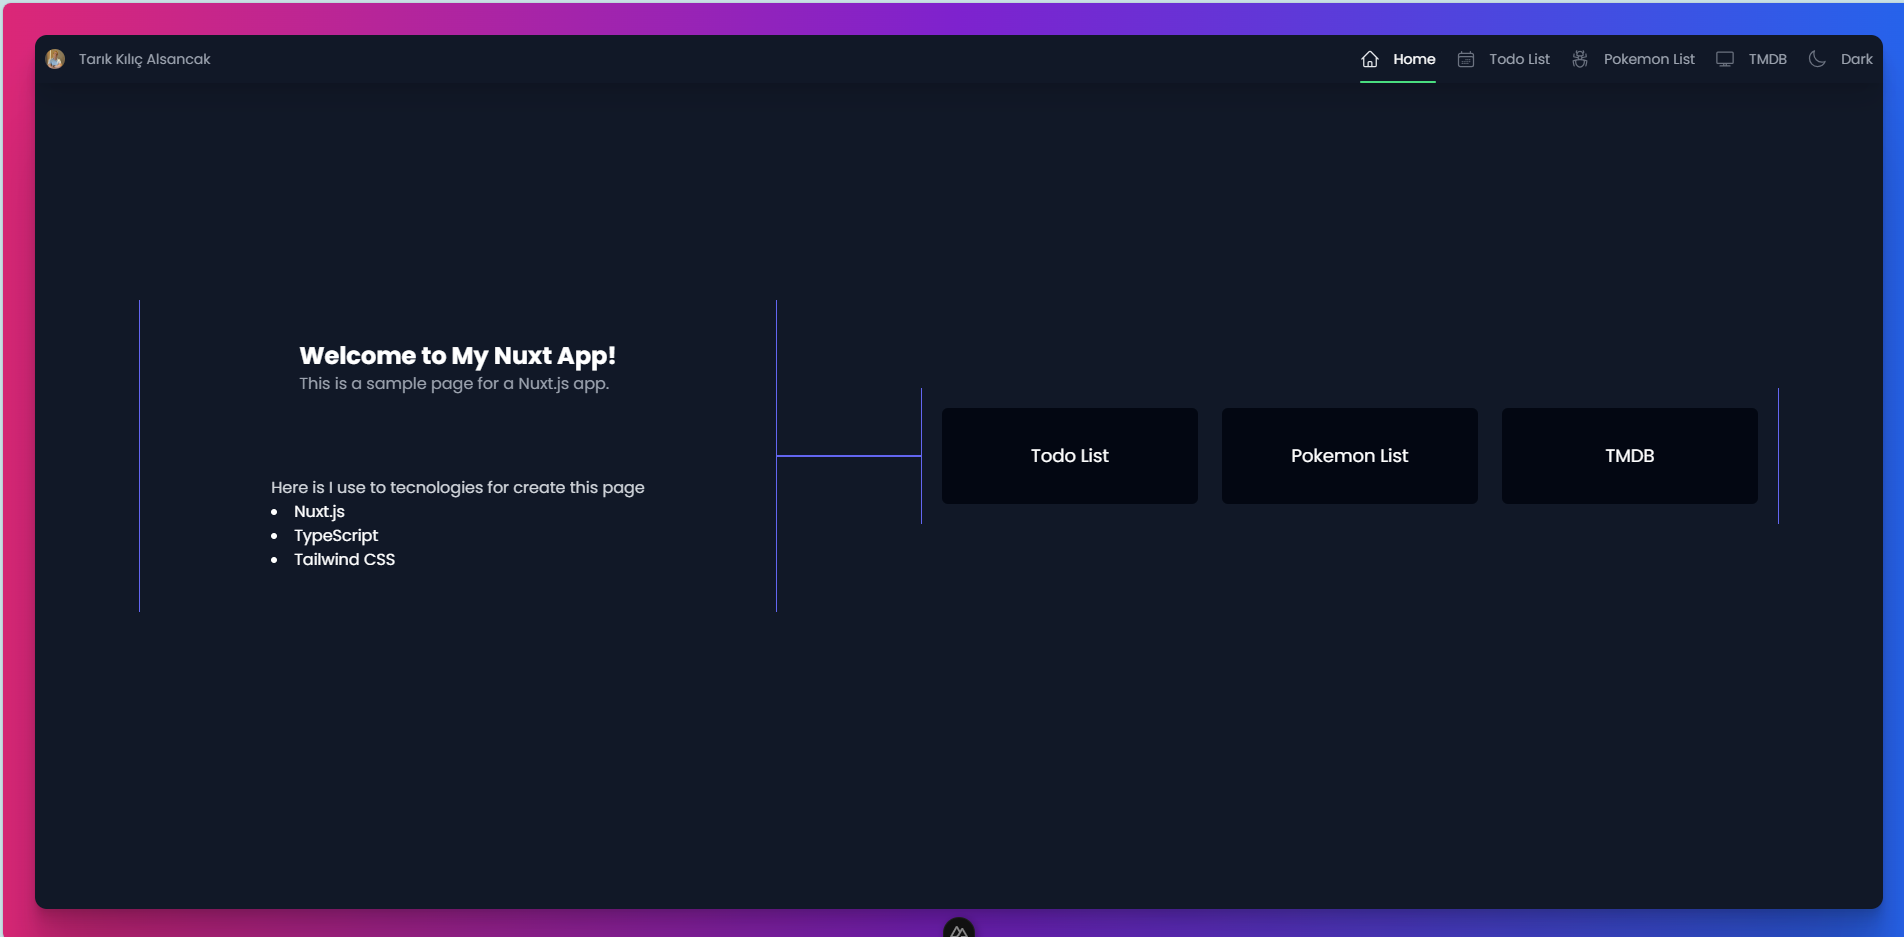 Tarık Kılıç Alsancak
Home
Todo List
Pokemon List
TMDB
Dark
Welcome to My Nuxt App!
This is a sample page for a Nuxt.js app.
Here is I use to tecnologies for create this page
Nuxt.js
TypeScript
Tailwind CSS
Todo List
Pokemon List
TMDB